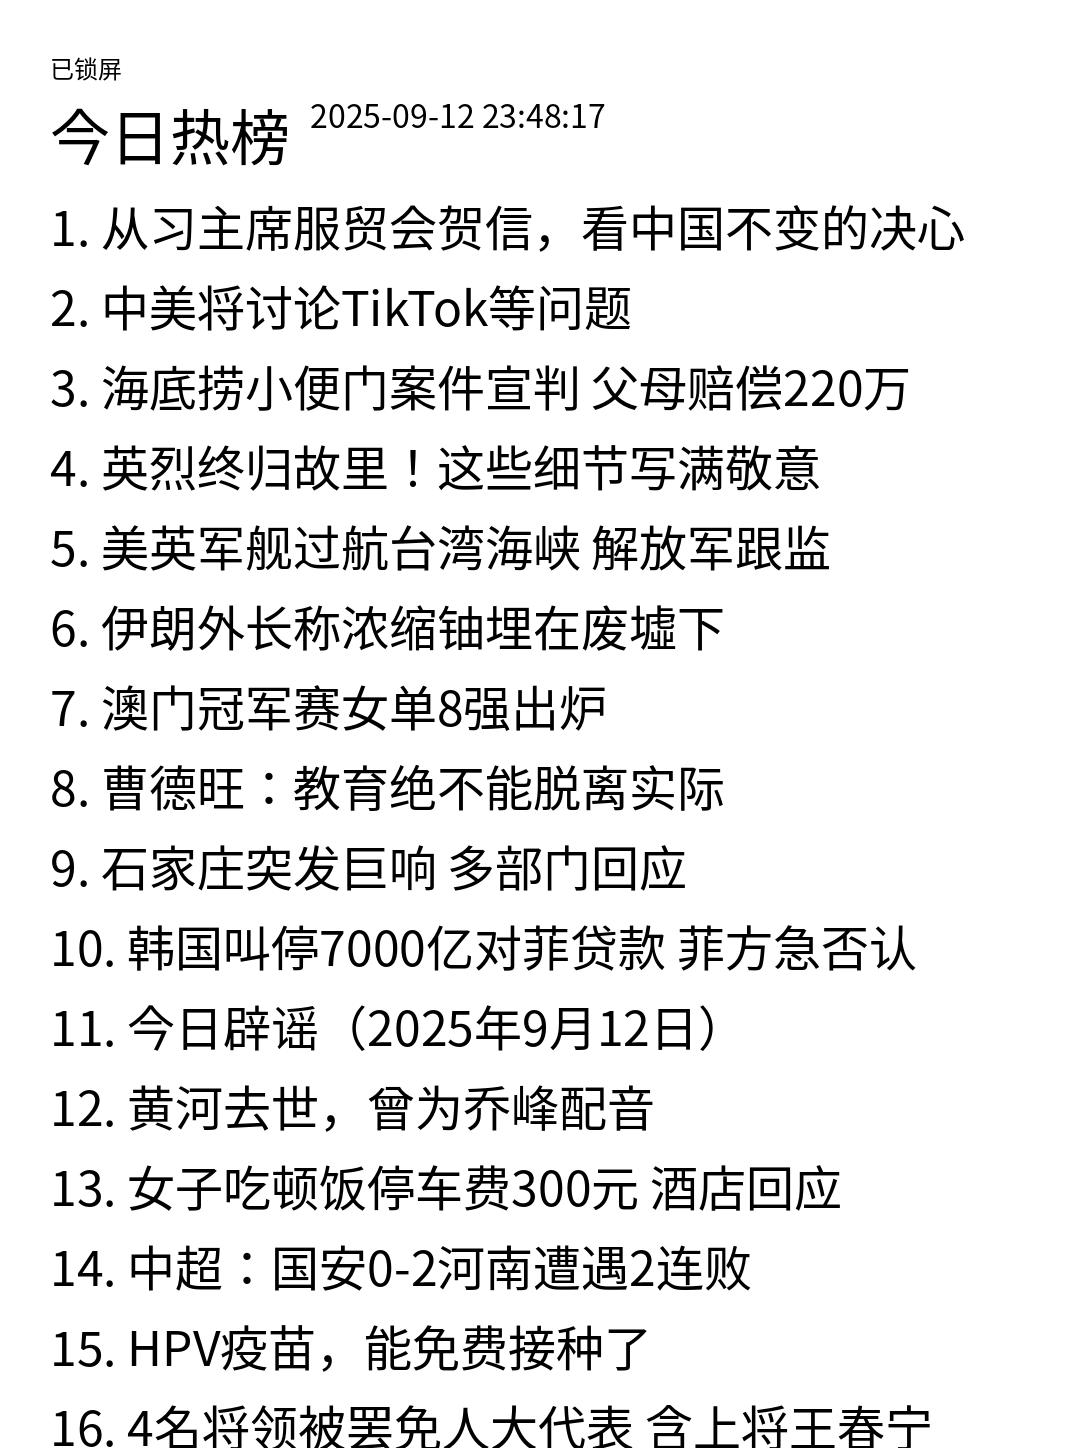 已锁屏
今日热榜 2025-09-12 23:48:17
1. 从习主席服贸会贺信，看中国不变的决心
2. 中美将讨论TikTok等问题
3. 海底捞小便门案件宣判 父母赔偿220万
4. 英烈终归故里！这些细节写满敬意
5. 美英军舰过航台湾海峡 解放军跟监
6. 伊朗外长称浓缩铀埋在废墟下
7. 澳门冠军赛女单8强出炉
8. 曹德旺：教育绝不能脱离实际
9. 石家庄突发巨响 多部门回应
10. 韩国叫停7000亿对菲贷款 菲方急否认
11. 今日辟谣（2025年9月12日）
12. 黄河去世，曾为乔峰配音
13. 女子吃顿饭停车费300元 酒店回应
14. 中超：国安0-2河南遭遇2连败
15. HPV疫苗，能免费接种了
16. 4名将领被罢免人大代表 含上将王春宁